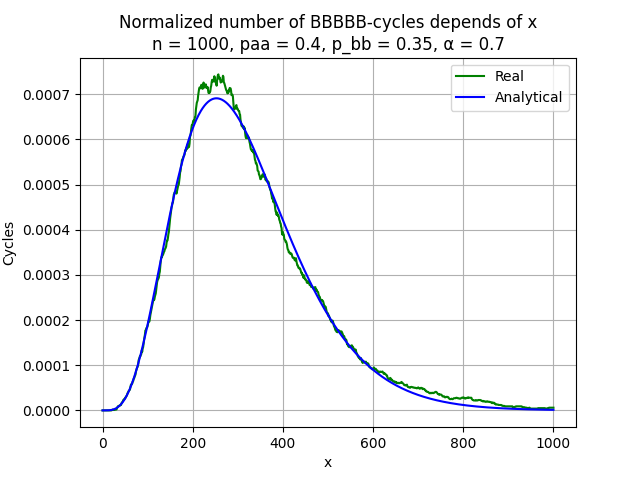 Normalized number of BBBBB-cycles depends of x
n = 1000, paa = 0.4, p_bb = 0.35, α = 0.7
Real
Analytical
0.0007
0.0006
0.0005
0.0004
0.0003
0.0002
0.0001
0.0000
Cycles
0 200 400 600 800 1000
x